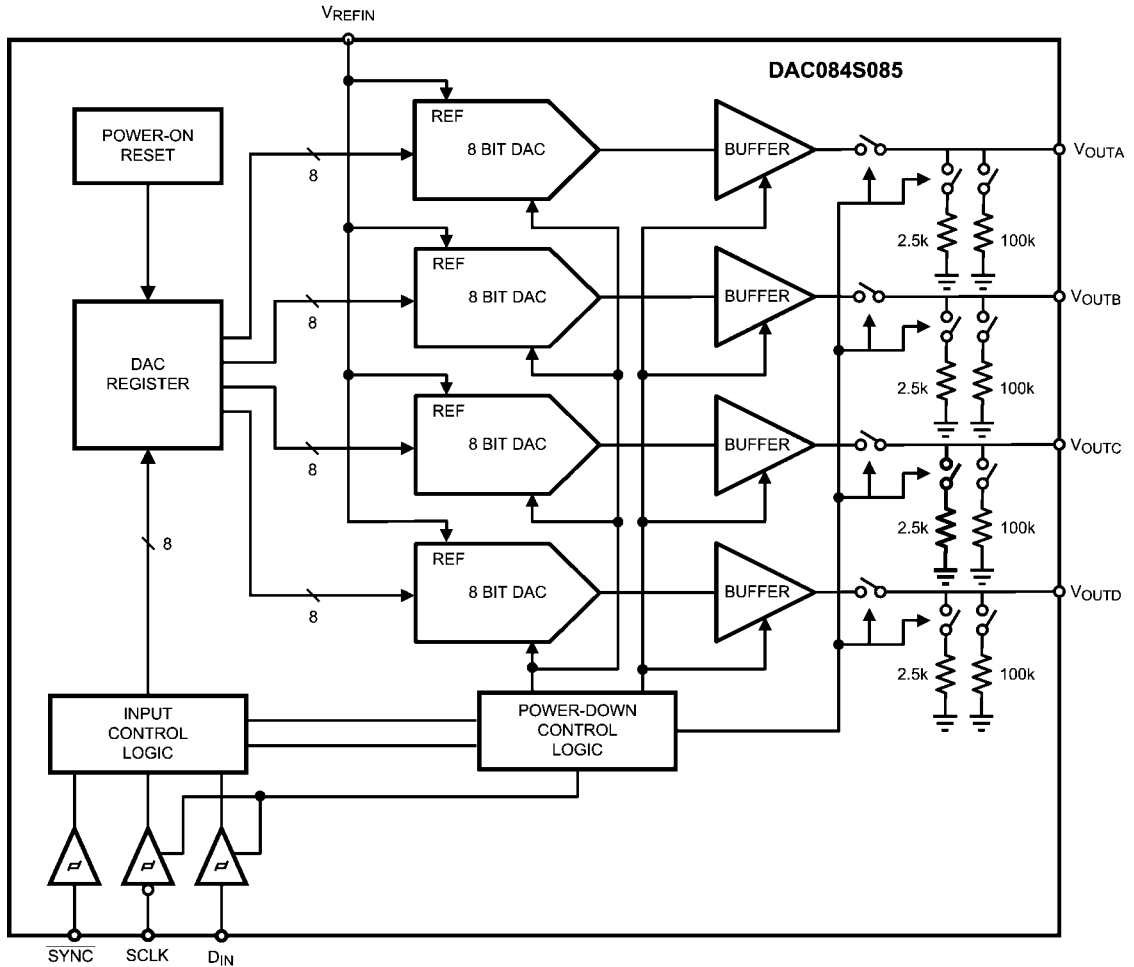 VREFIN
DAC084S085
POWER-ON
RESET
REF
8 BIT DAC
BUFFER
VOUTA
8
2.5k
100k
REF
8 BIT DAC
BUFFER
VOUTB
8
2.5k
100k
DAC
REGISTER
REF
8 BIT DAC
BUFFER
VOUTC
8
2.5k
100k
8
REF
8 BIT DAC
BUFFER
VOUTD
8
2.5k
100k
INPUT
CONTROL
LOGIC
POWER-DOWN
CONTROL
LOGIC
SYNC
SCLK
DIN